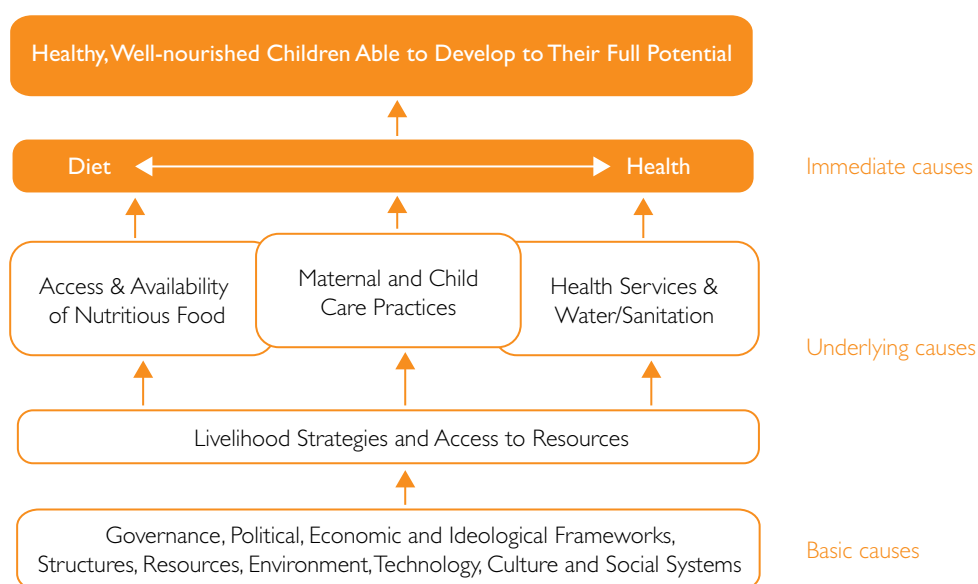 Healthy, Well-nourished Children Able to Develop to Their Full Potential
Diet
Health
Immediate causes
Access & Availability
of Nutritious Food
Maternal and Child
Care Practices
Health Services &
Water/Sanitation
Underlying causes
Livelihood Strategies and Access to Resources
Governance, Political, Economic and Ideological Frameworks,
Structures, Resources, Environment, Technology, Culture and Social Systems
Basic causes